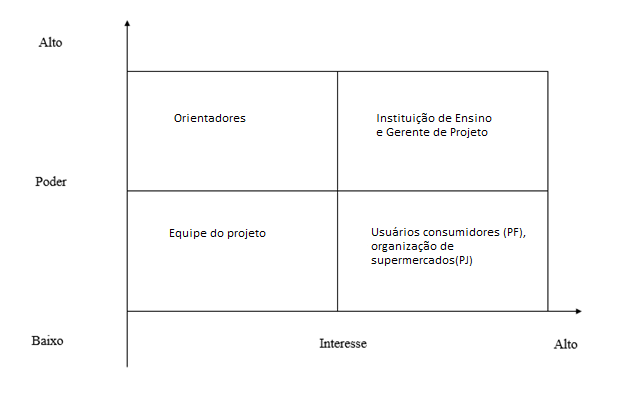 Alto
Orientadores
Instituição de Ensino
e Gerente de Projeto
Poder
Equipe do projeto
Usuários consumidores (PF),
organização de
supermercados(PJ)
Baixo
Interesse
Alto